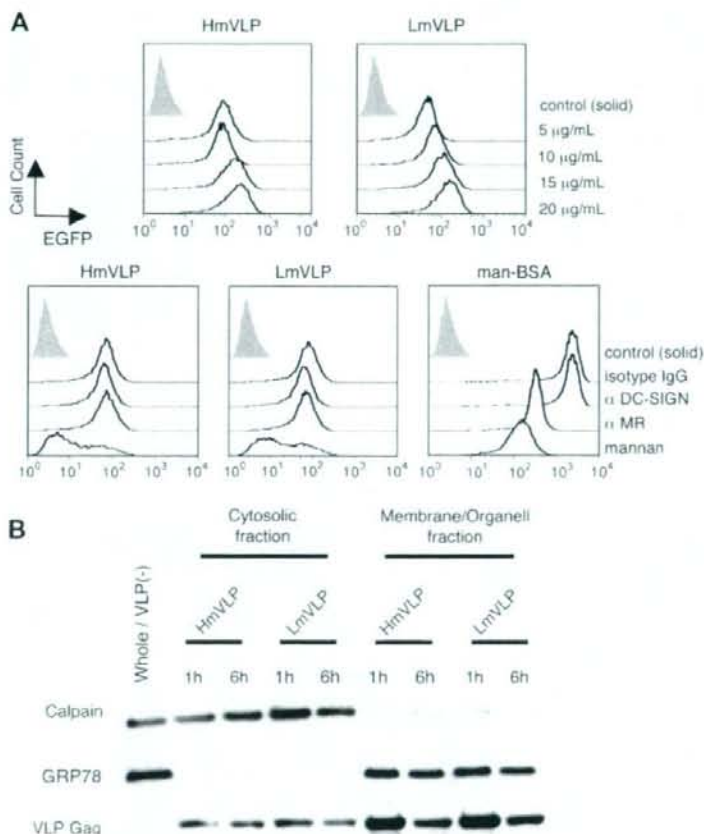 A
HmVLP
LmVLP
control (solid)
5 µg/mL
10 µg/mL
15 µg/mL
20 µg/mL
Cell Count
EGFP
10⁰ 10¹ 10² 10³ 10⁴
10⁰ 10¹ 10² 10³ 10⁴
HmVLP
LmVLP
man-BSA
control (solid)
isotype IgG
α DC-SIGN
α MR
mannan
10⁰ 10¹ 10² 10³ 10⁴
10⁰ 10¹ 10² 10³ 10⁴
10⁰ 10¹ 10² 10³ 10⁴
B
Whole / VLP(-)
Cytosolic
fraction
Membrane/Organell
fraction
HmVLP
LmVLP
HmVLP
LmVLP
1h 6h 1h 6h 1h 6h 1h 6h
Calpain
GRP78
VLP Gag